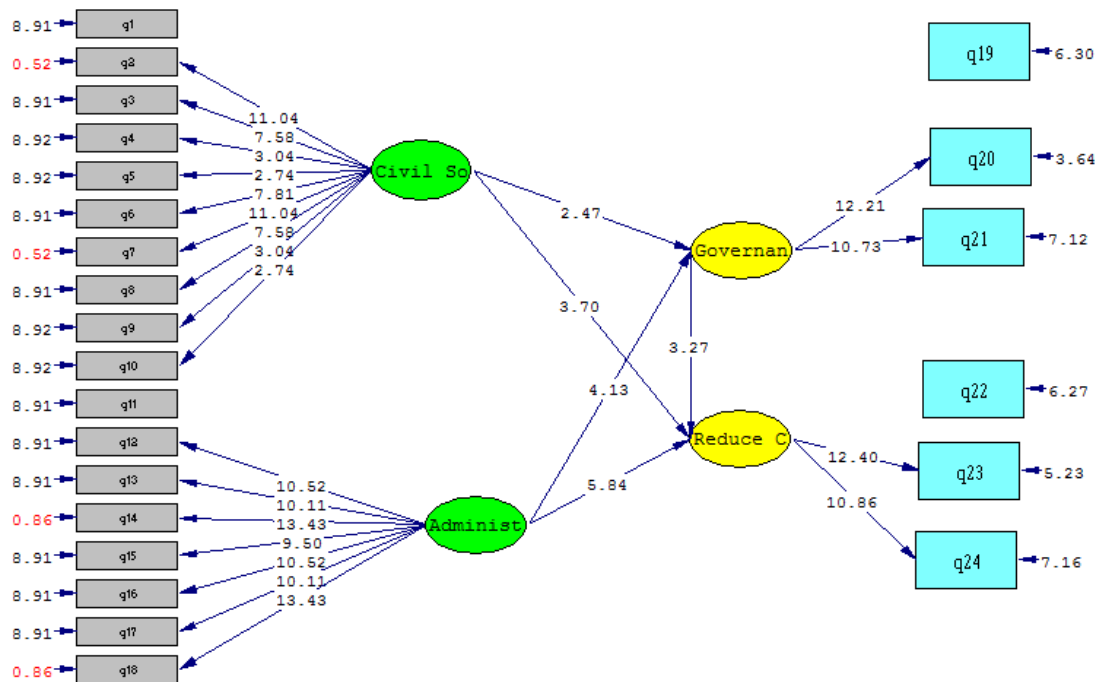 8.91 q1
0.52 q2
8.91 q3
8.92 q4
8.92 q5
8.91 q6
0.52 q7
8.91 q8
8.92 q9
8.92 q10
8.91 q11
8.91 q12
8.91 q13
0.86 q14
8.91 q15
8.91 q16
8.91 q17
0.86 q18
11.04
7.58
3.04
2.74
7.81
11.04
7.58
3.04
2.74
10.52
10.11
13.43
9.50
10.52
10.11
13.43
Civil So
Administ
2.47
3.70
4.13
5.84
Governan
3.27
Reduce C
12.21
10.73
12.40
10.86
q19 6.30
q20 3.64
q21 7.12
q22 6.27
q23 5.23
q24 7.16